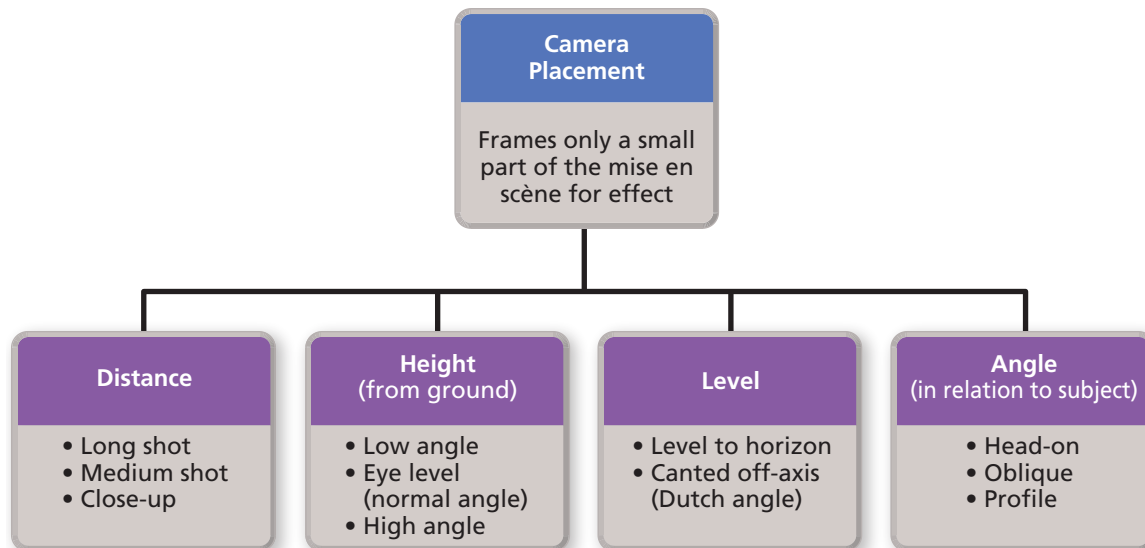 Camera
Placement
Frames only a small
part of the mise en
scène for effect
Distance
• Long shot
• Medium shot
• Close-up
Height
(from ground)
• Low angle
• Eye level
(normal angle)
• High angle
Level
• Level to horizon
• Canted off-axis
(Dutch angle)
Angle
(in relation to subject)
• Head-on
• Oblique
• Profile